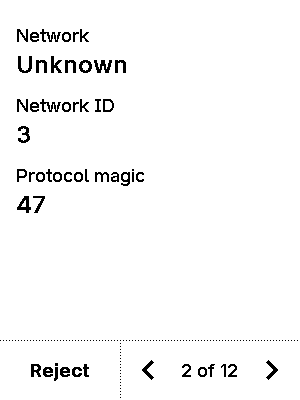 Network
Unknown
Network ID
3
Protocol magic
47
Reject
2 of 12